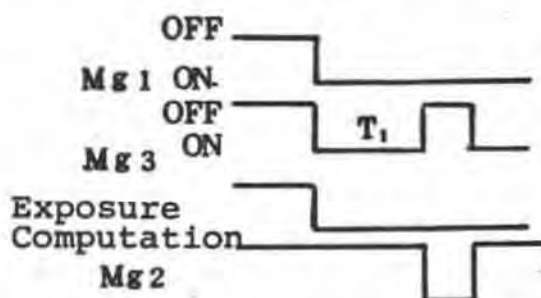 OFF
Mg1 ON
OFF
T₁
ON
Mg3
Exposure
Computation
Mg2